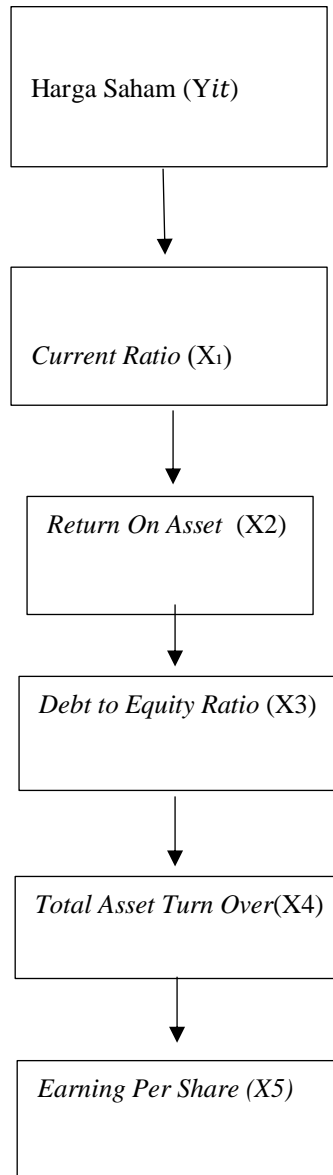 Harga Saham (Yit)
Current Ratio (X₁)
Return On Asset (X2)
Debt to Equity Ratio (X3)
Total Asset Turn Over(X4)
Earning Per Share (X5)